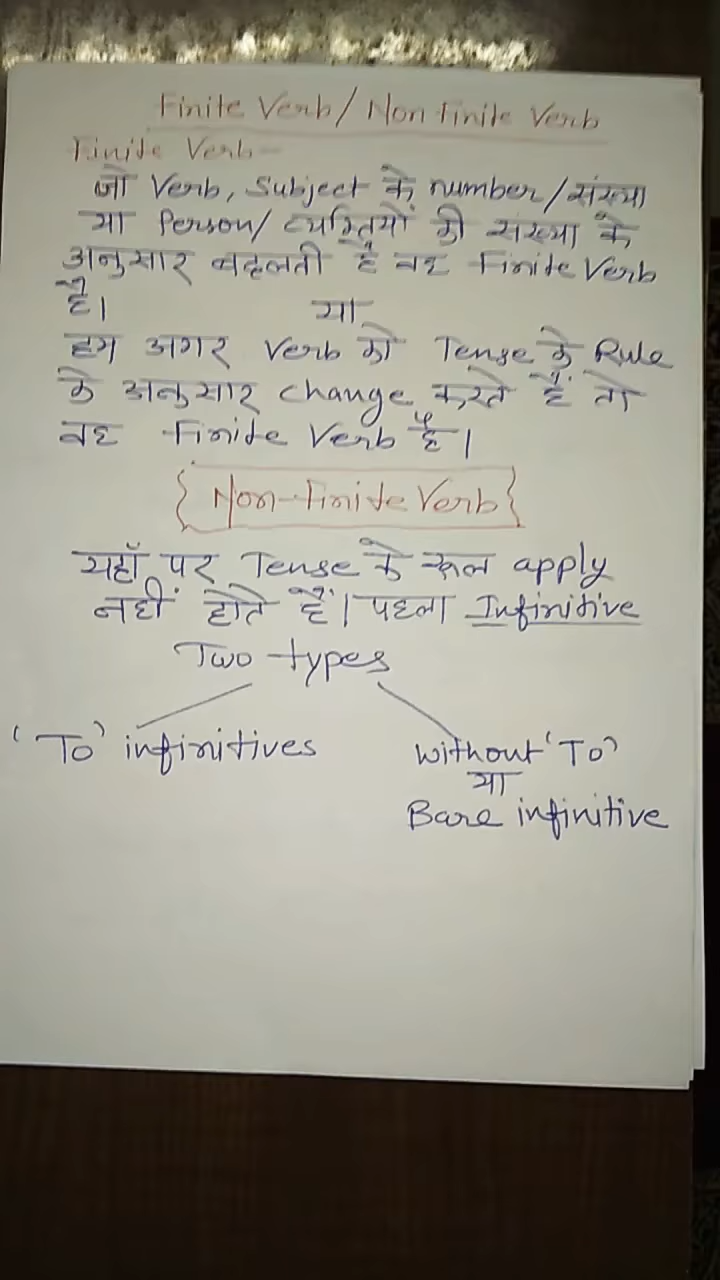 Finite Verb / Non Finite Verb
Finite Verb -
जो Verb, Subject के number/संख्या
या Person/ व्यक्तियों की संख्या के
अनुसार बदलती है वह Finite Verb
है।
या
हम अगर Verb को Tense के Rule
के अनुसार change करते हैं तो
वह Finite Verb है।
{ Non-Finite Verb }
यहाँ पर Tense के रूल apply
नहीं होते हैं। पहला Infinitive
Two types
'To' infinitives
without 'To'
या
Bare infinitive